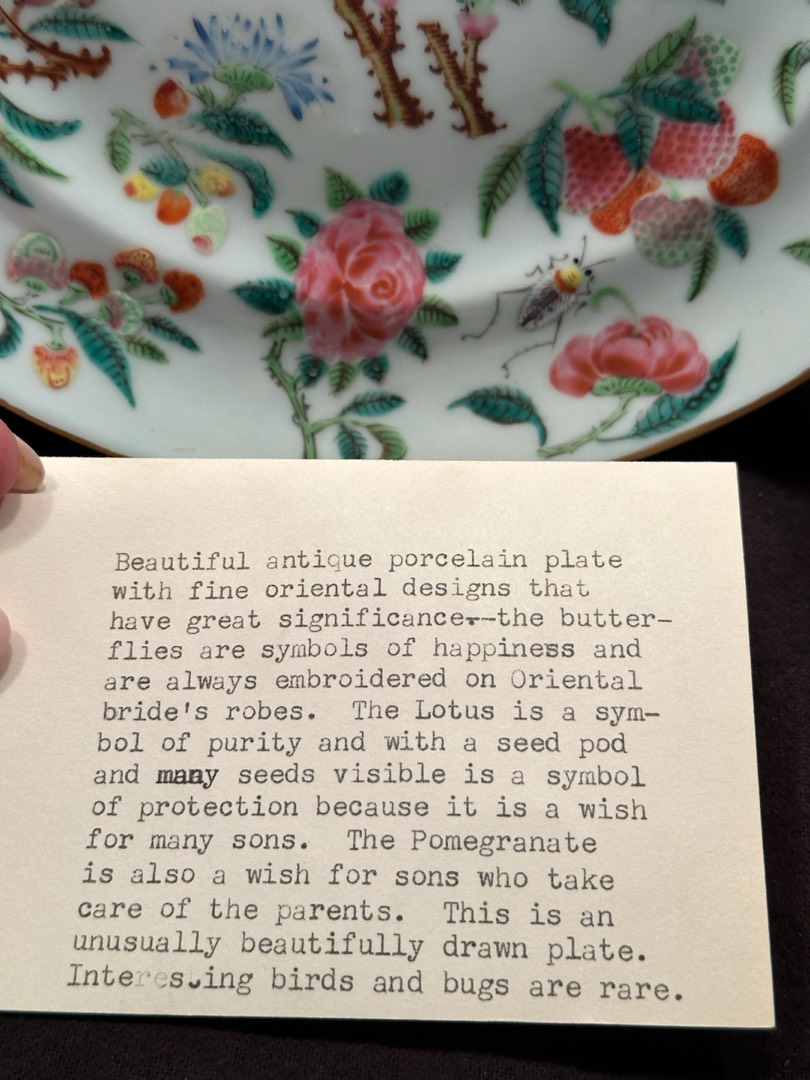 Beautiful antique porcelain plate
with fine oriental designs that
have great significance---the butter-
flies are symbols of happiness and
are always embroidered on Oriental
bride's robes. The Lotus is a sym-
bol of purity and with a seed pod
and many seeds visible is a symbol
of protection because it is a wish
for many sons. The Pomegranate
is also a wish for sons who take
care of the parents. This is an
unusually beautifully drawn plate.
Interesting birds and bugs are rare.